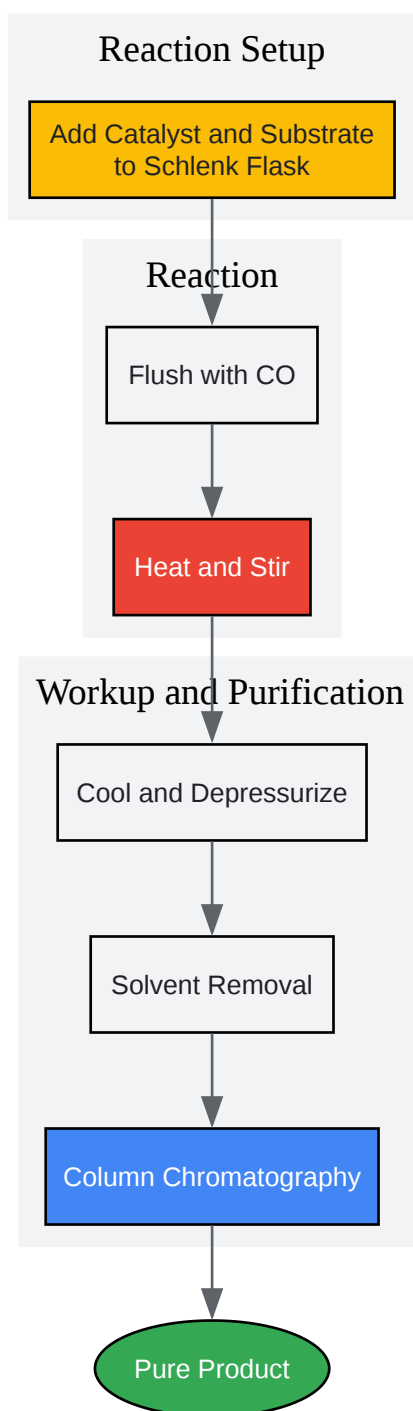 Reaction Setup
Add Catalyst and Substrate
to Schlenk Flask
Reaction
Flush with CO
Heat and Stir
Workup and Purification
Cool and Depressurize
Solvent Removal
Column Chromatography
Pure Product